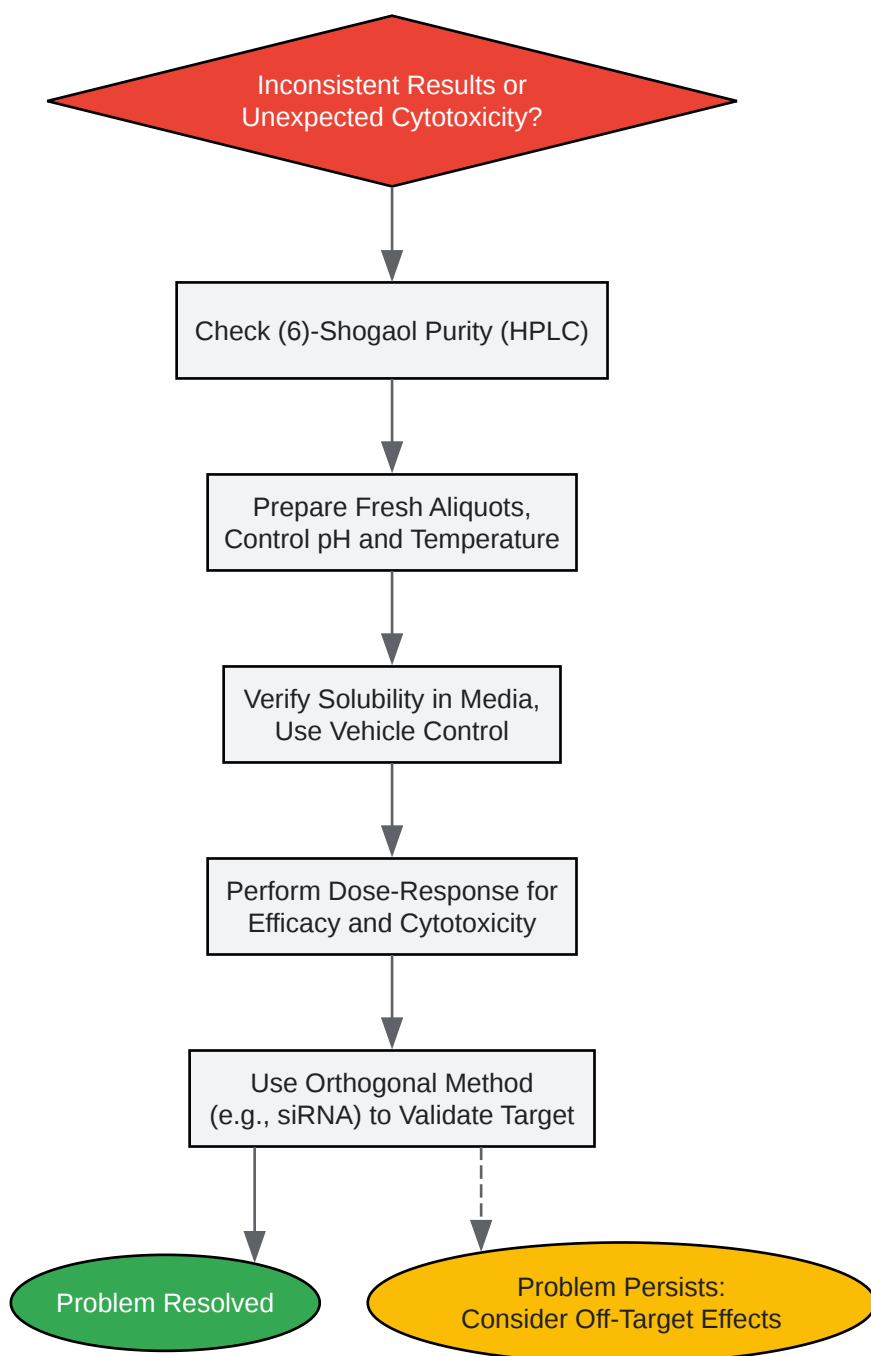 Inconsistent Results or
Unexpected Cytotoxicity?
Check (6)-Shogaol Purity (HPLC)
Prepare Fresh Aliquots,
Control pH and Temperature
Verify Solubility in Media,
Use Vehicle Control
Perform Dose-Response for
Efficacy and Cytotoxicity
Use Orthogonal Method
(e.g., siRNA) to Validate Target
Problem Resolved
Problem Persists:
Consider Off-Target Effects